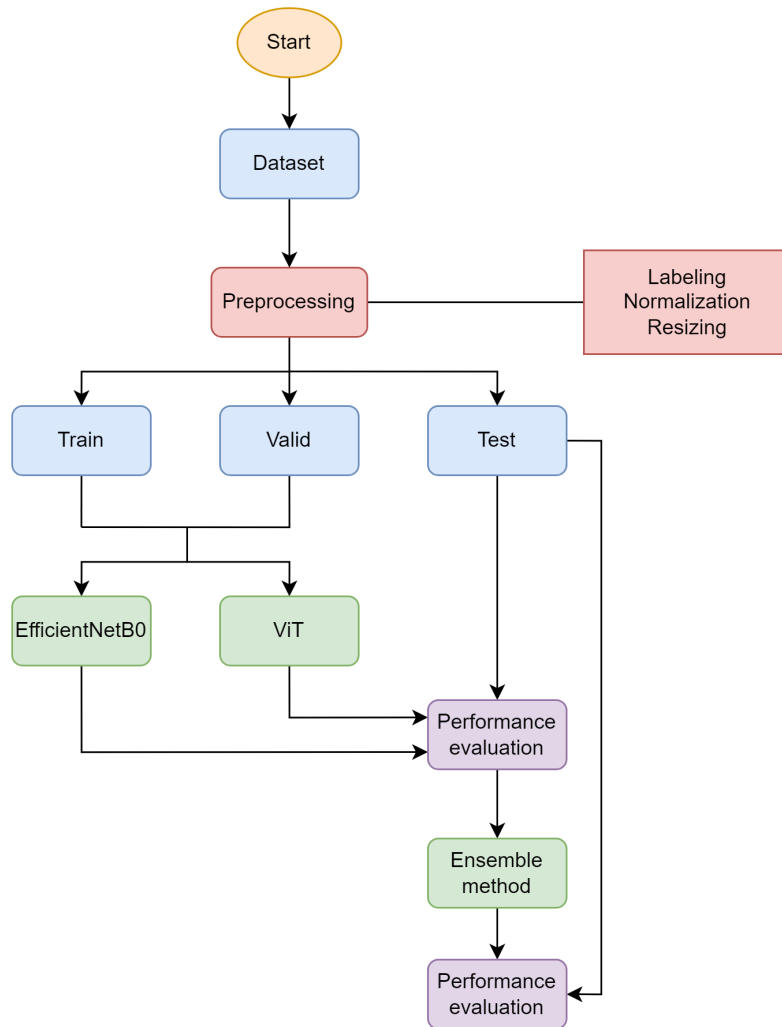 Start
Dataset
Preprocessing
Labeling
Normalization
Resizing
Train
Valid
Test
EfficientNetB0
ViT
Performance
evaluation
Ensemble
method
Performance
evaluation